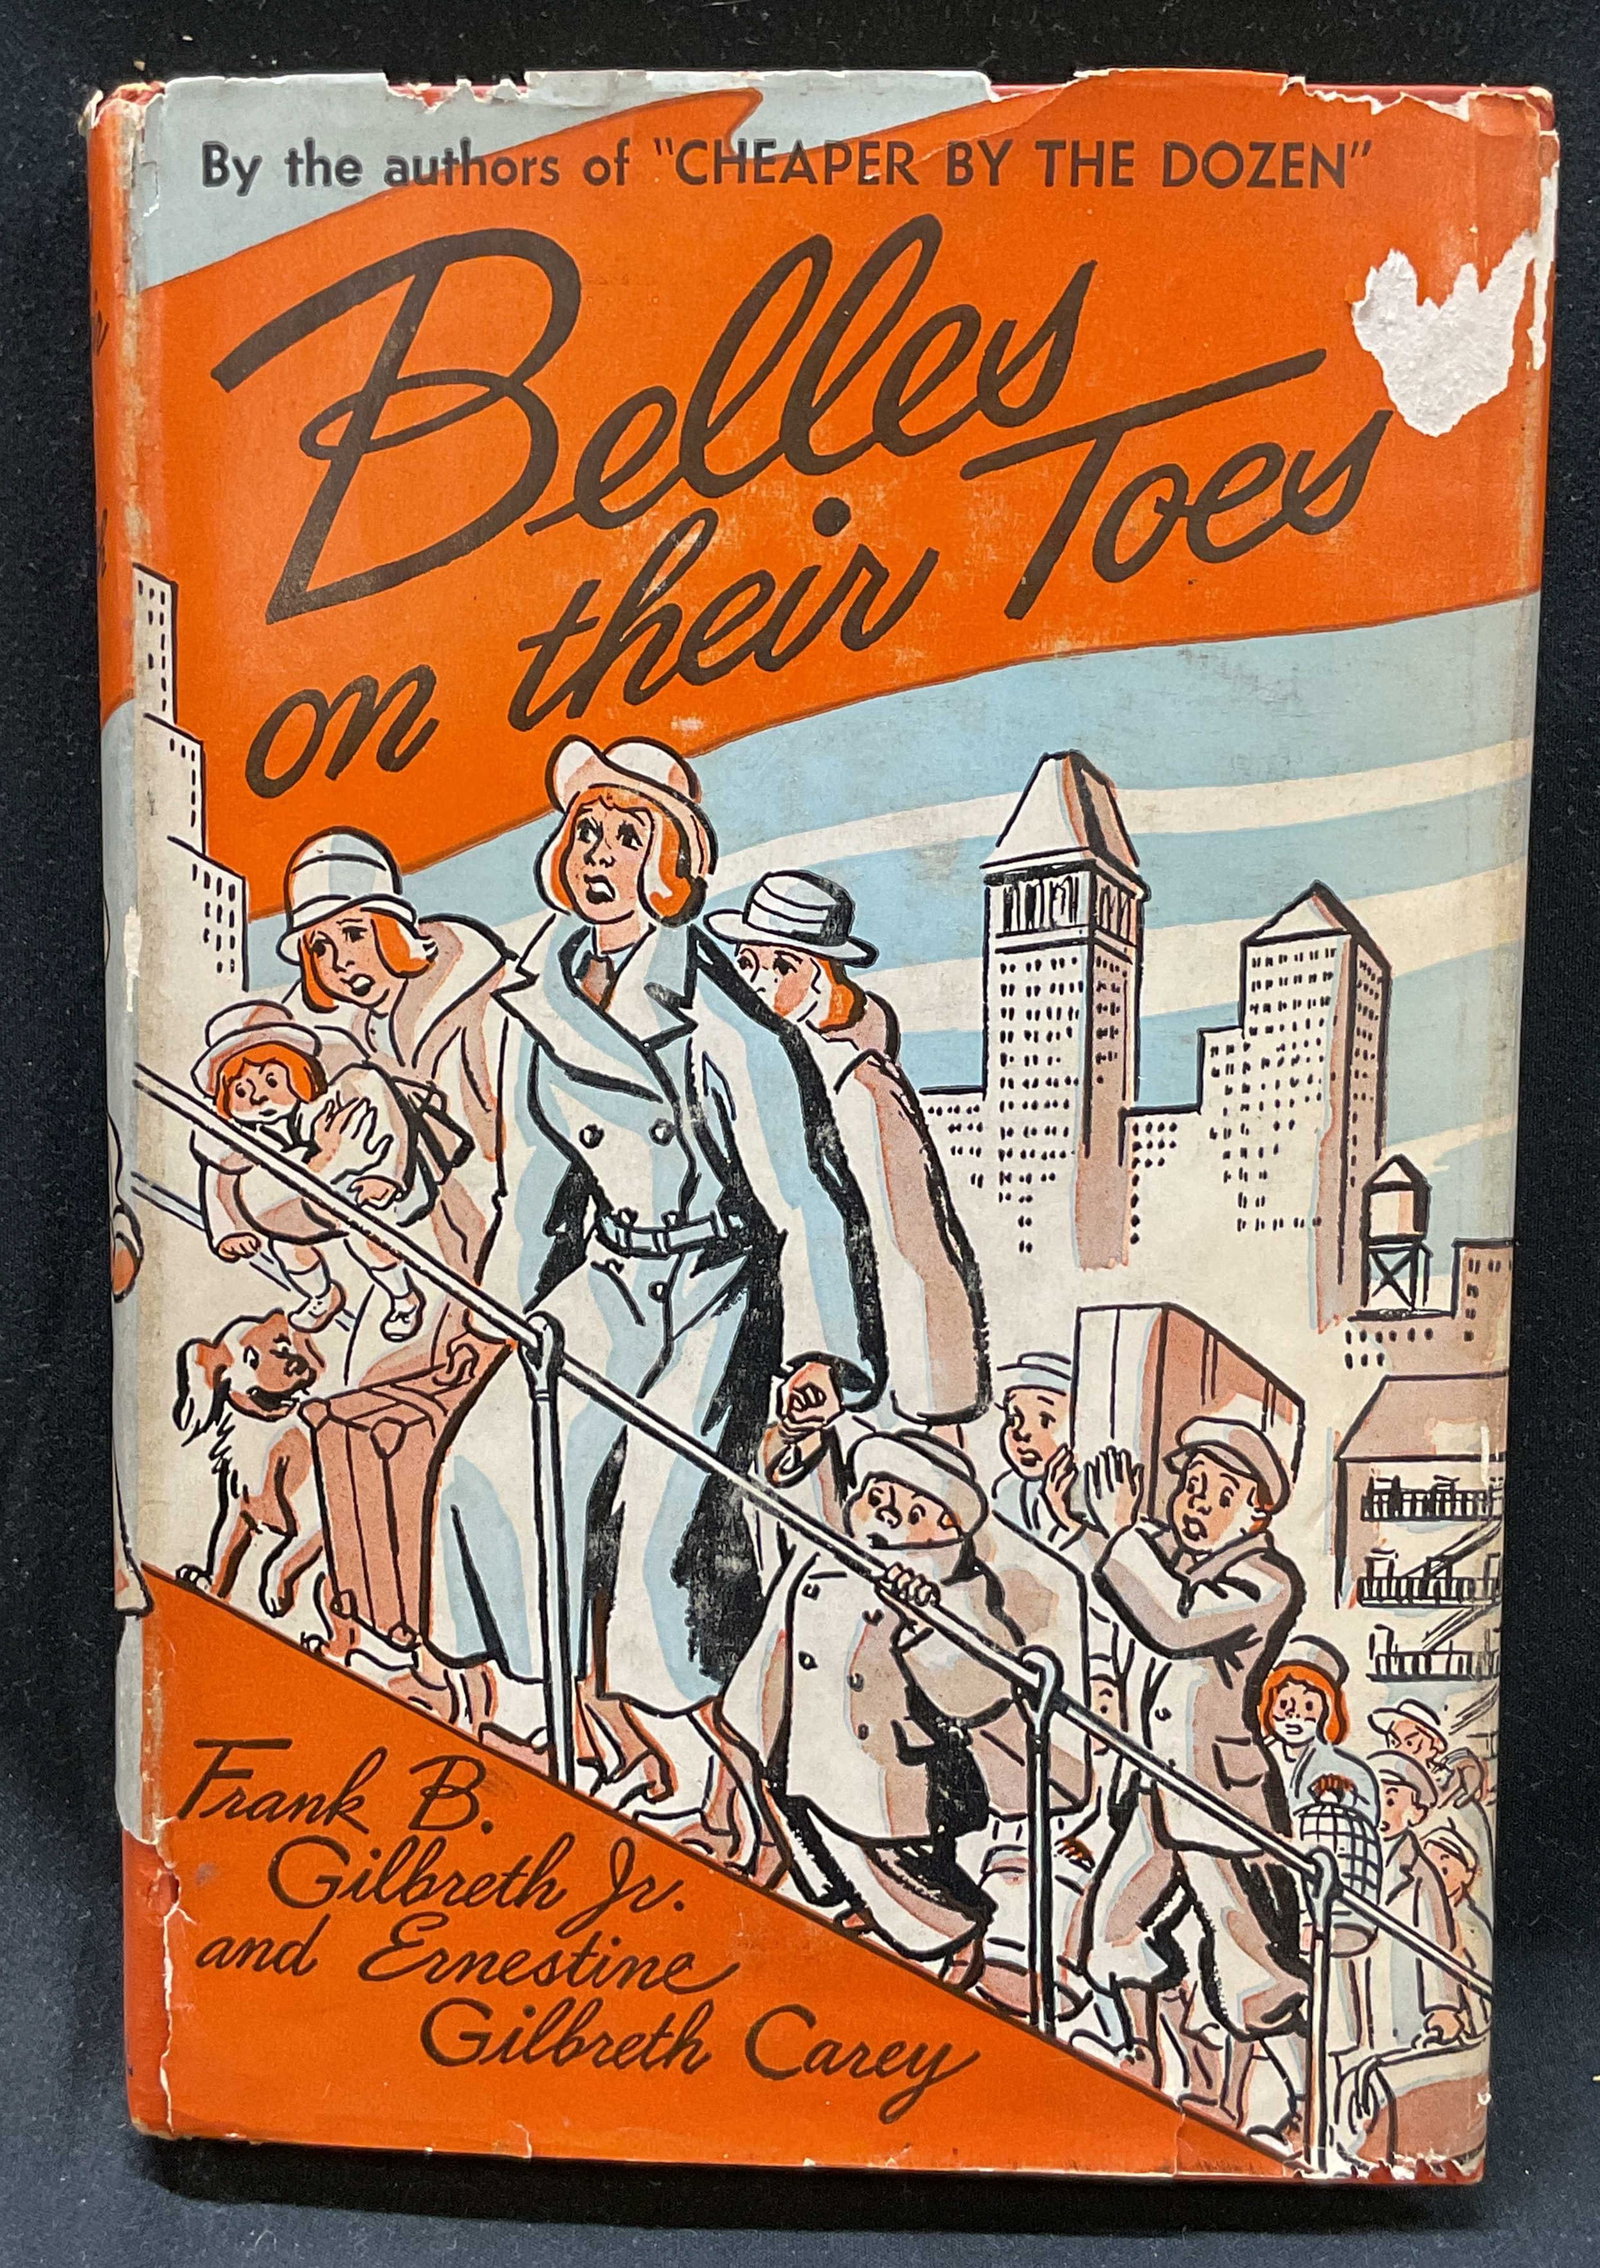 By the authors of "CHEAPER BY THE DOZEN"
Belles
on their Toes
Frank B.
Gilbreth Jr.
and Ernestine
Gilbreth Carey